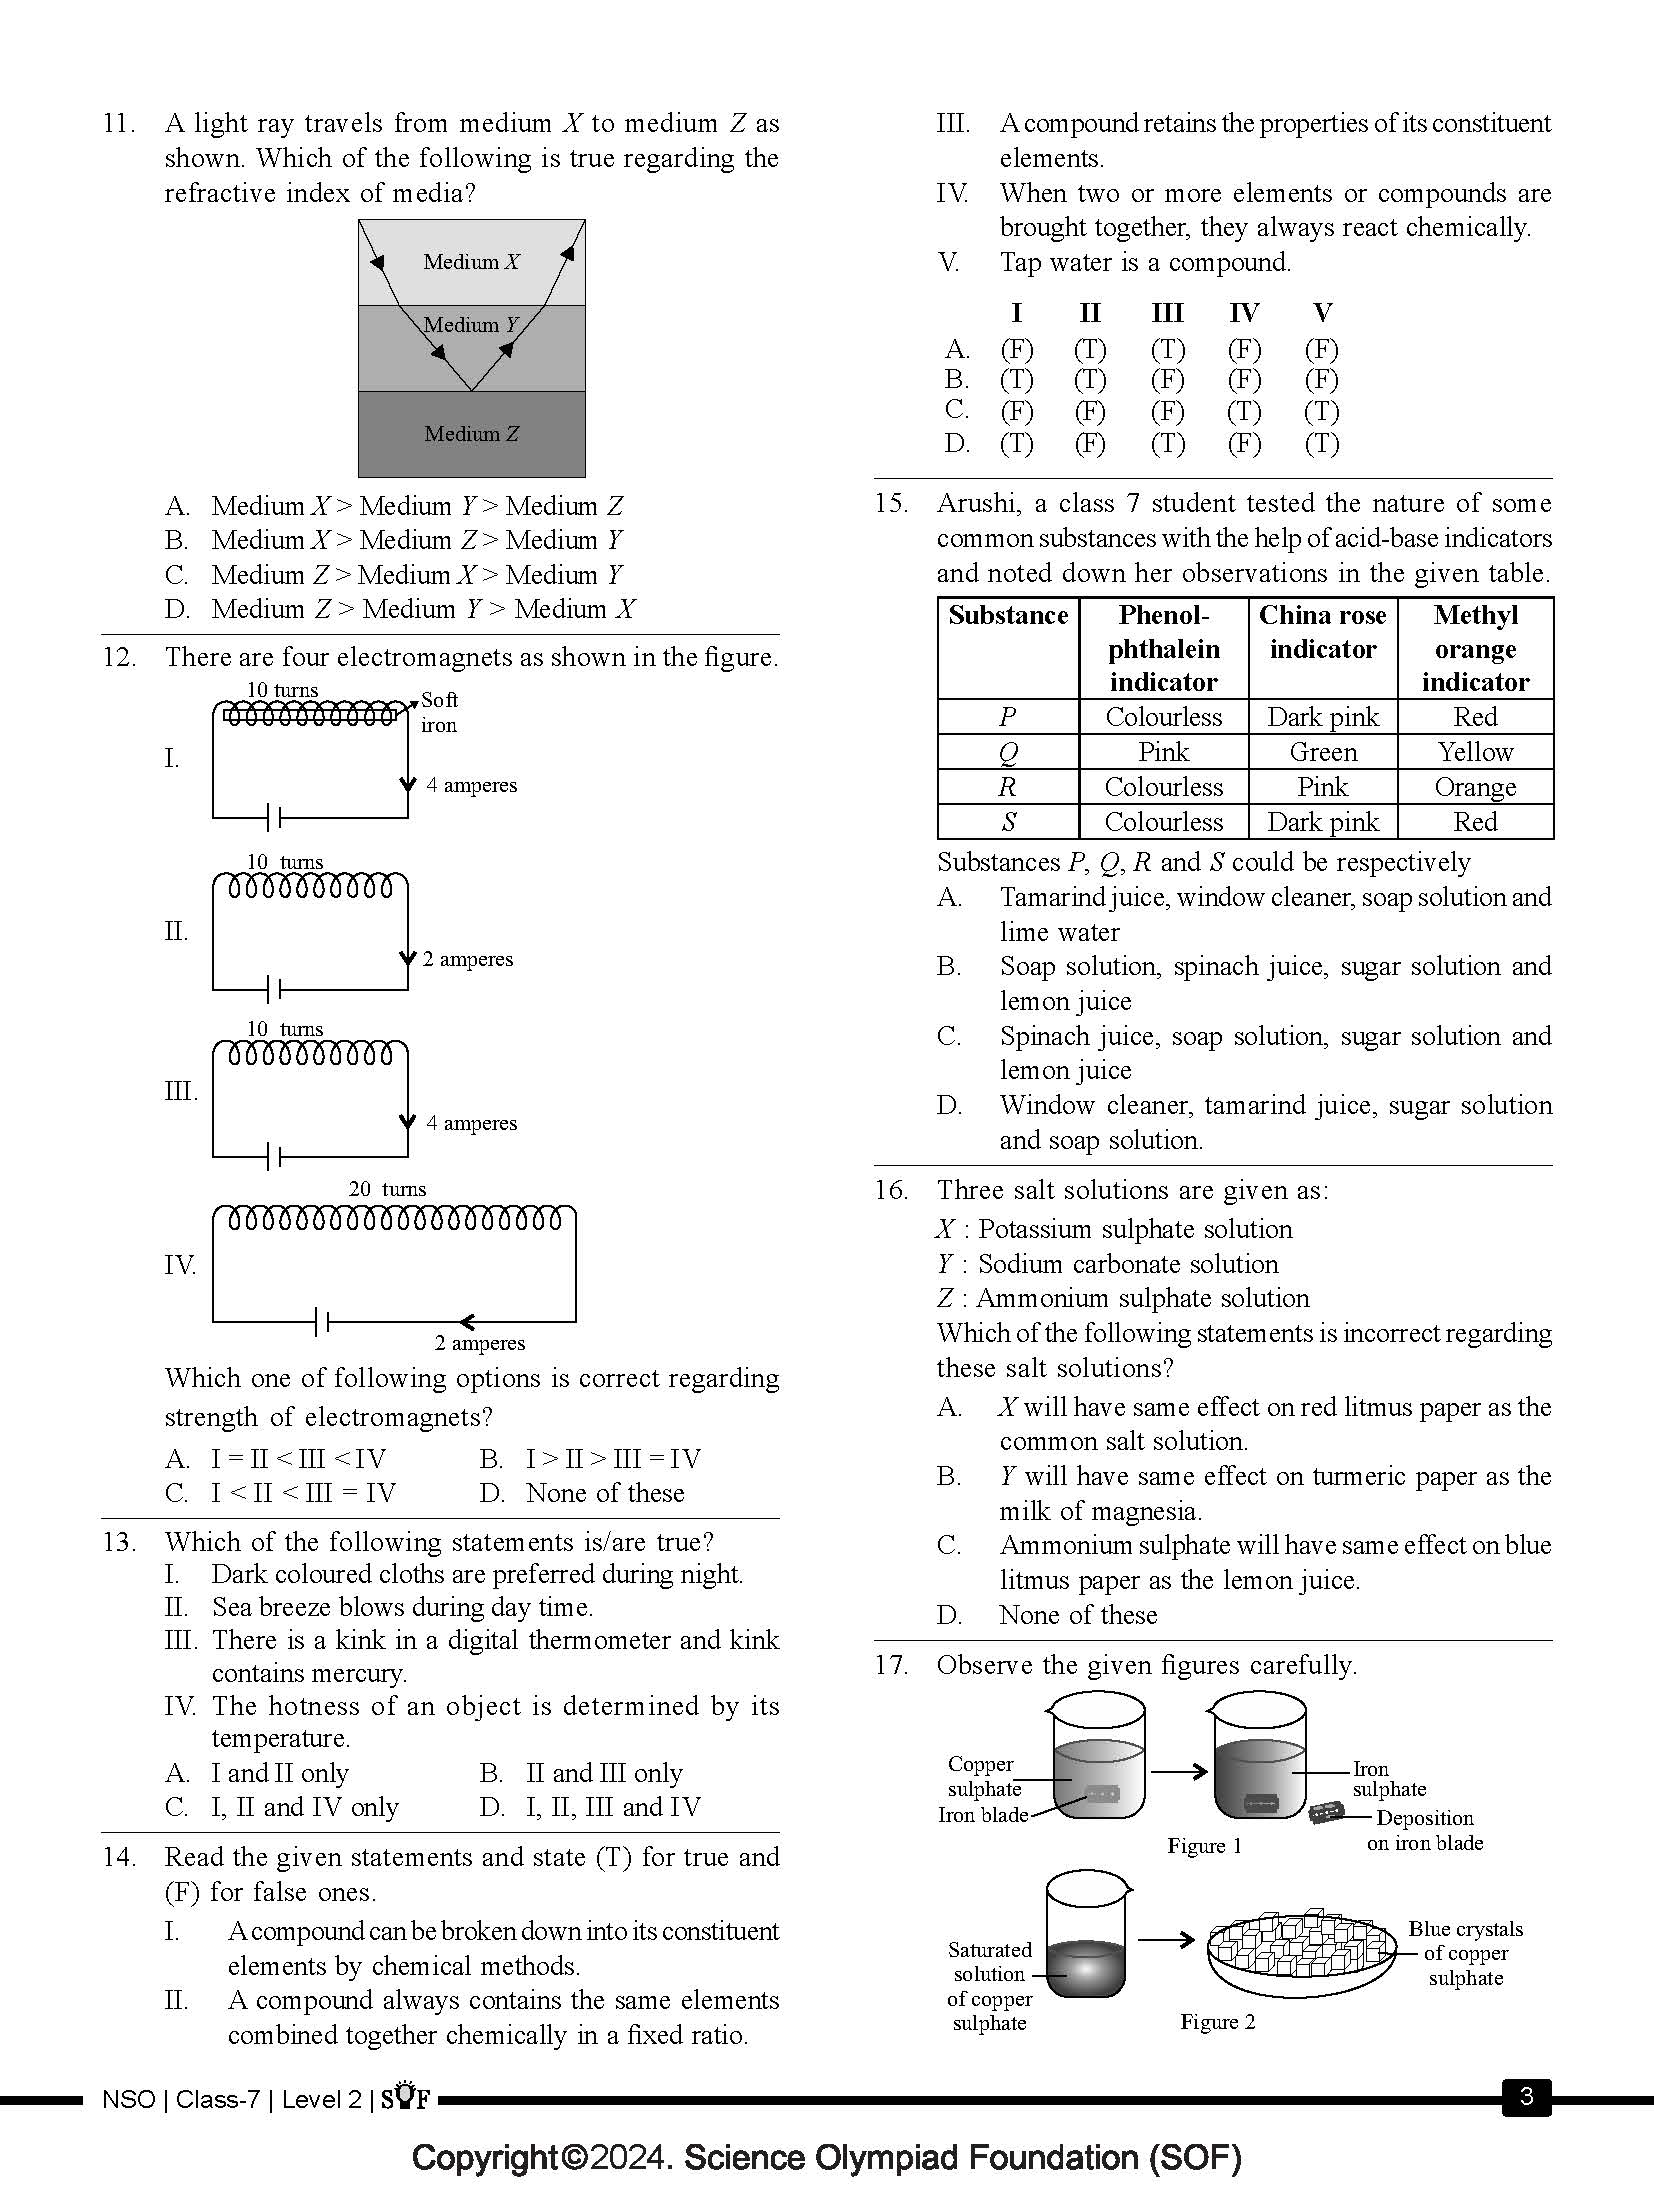 11. A light ray travels from medium X to medium Z as
shown. Which of the following is true regarding the
refractive index of media?
Medium X
Medium Y
Medium Z
A. Medium X > Medium Y > Medium Z
B. Medium X > Medium Z > Medium Y
C. Medium Z > Medium X > Medium Y
D. Medium Z > Medium Y > Medium X
12. There are four electromagnets as shown in the figure.
10 turns
Soft
iron
I.
4 amperes
10 turns
II.
2 amperes
10 turns
III.
4 amperes
20 turns
IV.
2 amperes
Which one of following options is correct regarding
strength of electromagnets?
A. I = II < III < IV B. I > II > III = IV
C. I < II < III = IV D. None of these
13. Which of the following statements is/are true?
I. Dark coloured cloths are preferred during night.
II. Sea breeze blows during day time.
III. There is a kink in a digital thermometer and kink
contains mercury.
IV. The hotness of an object is determined by its
temperature.
A. I and II only B. II and III only
C. I, II and IV only D. I, II, III and IV
14. Read the given statements and state (T) for true and
(F) for false ones.
I. A compound can be broken down into its constituent
elements by chemical methods.
II. A compound always contains the same elements
combined together chemically in a fixed ratio.
III. A compound retains the properties of its constituent
elements.
IV. When two or more elements or compounds are
brought together, they always react chemically.
V. Tap water is a compound.
I II III IV V
A. (F) (T) (T) (F) (F)
B. (T) (T) (F) (F) (F)
C. (F) (F) (F) (T) (T)
D. (T) (F) (T) (F) (T)
15. Arushi, a class 7 student tested the nature of some
common substances with the help of acid-base indicators
and noted down her observations in the given table.
Substance Phenol- China rose Methyl
phthalein indicator orange
indicator indicator
P Colourless Dark pink Red
Q Pink Green Yellow
R Colourless Pink Orange
S Colourless Dark pink Red
Substances P, Q, R and S could be respectively
A. Tamarind juice, window cleaner, soap solution and
lime water
B. Soap solution, spinach juice, sugar solution and
lemon juice
C. Spinach juice, soap solution, sugar solution and
lemon juice
D. Window cleaner, tamarind juice, sugar solution
and soap solution.
16. Three salt solutions are given as:
X : Potassium sulphate solution
Y : Sodium carbonate solution
Z : Ammonium sulphate solution
Which of the following statements is incorrect regarding
these salt solutions?
A. X will have same effect on red litmus paper as the
common salt solution.
B. Y will have same effect on turmeric paper as the
milk of magnesia.
C. Ammonium sulphate will have same effect on blue
litmus paper as the lemon juice.
D. None of these
17. Observe the given figures carefully.
Copper
sulphate
Iron blade
Iron
sulphate
Deposition
on iron blade
Figure 1
Saturated
solution
of copper
sulphate
Blue crystals
of copper
sulphate
Figure 2
NSO | Class-7 | Level 2 | SOF
3
Copyright©2024. Science Olympiad Foundation (SOF)